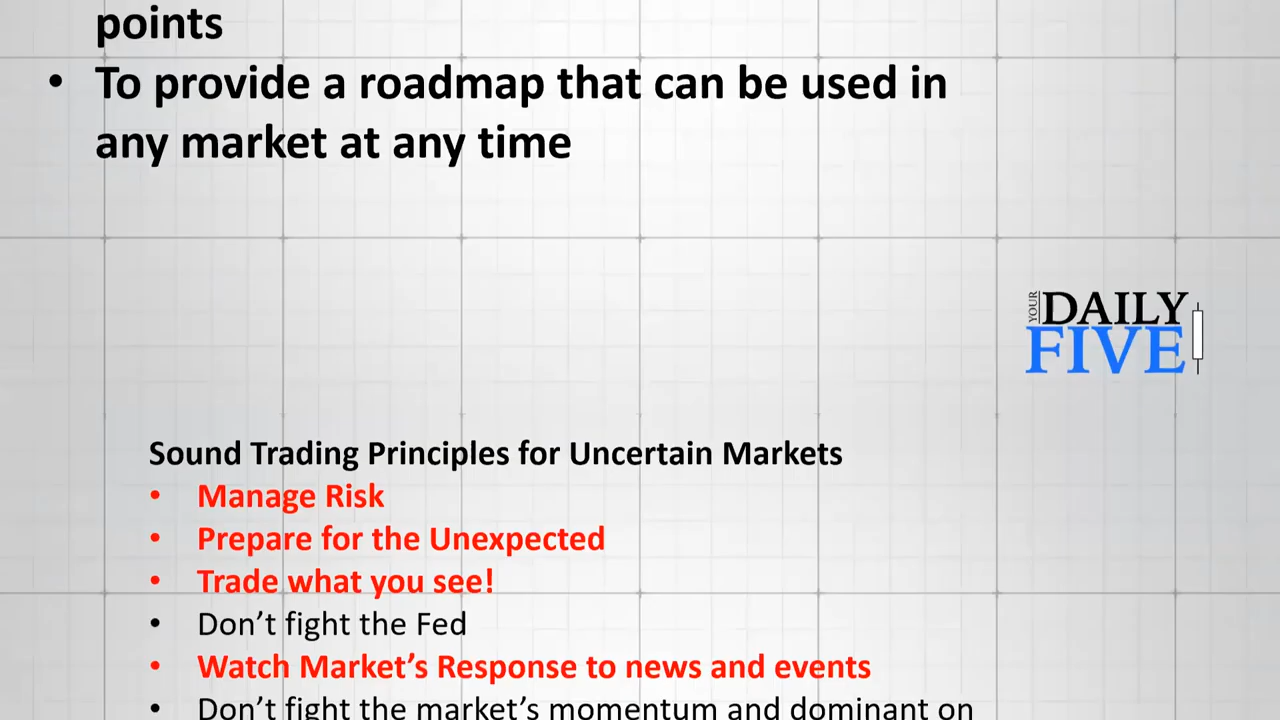 points
• To provide a roadmap that can be used in
any market at any time
YOUR
DAILY
FIVE
Sound Trading Principles for Uncertain Markets
• Manage Risk
• Prepare for the Unexpected
• Trade what you see!
• Don’t fight the Fed
• Watch Market’s Response to news and events
• Don’t fight the market’s momentum and dominant on